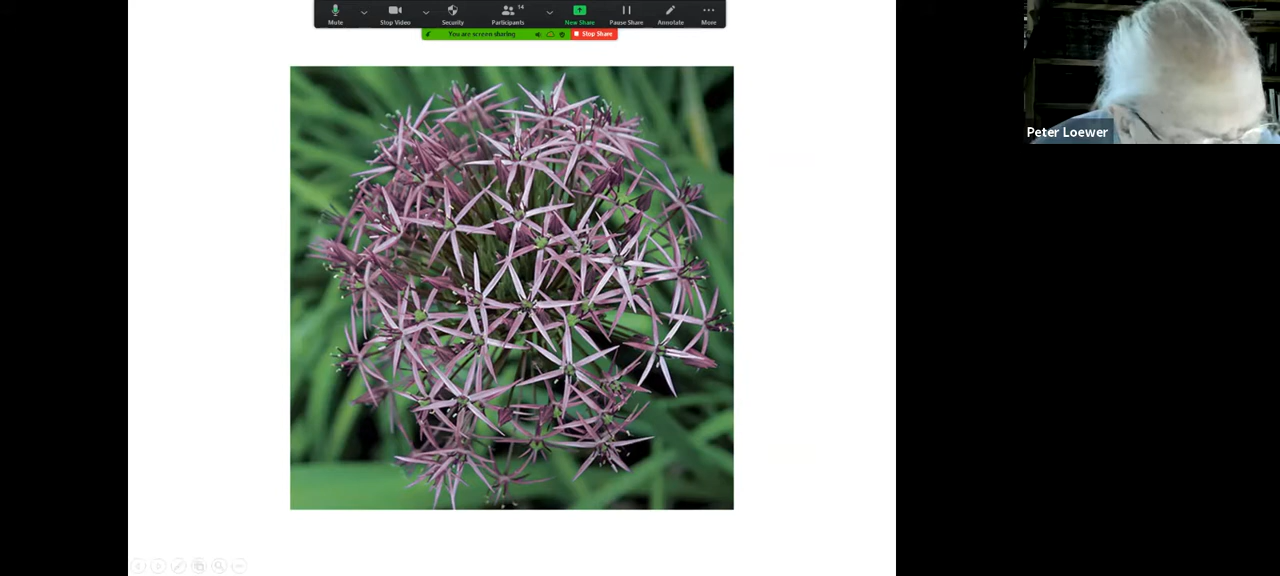 Mute
Stop Video
Security
Participants
14
New Share
Pause Share
Annotate
More
You are screen sharing
Stop Share
Peter Loewer